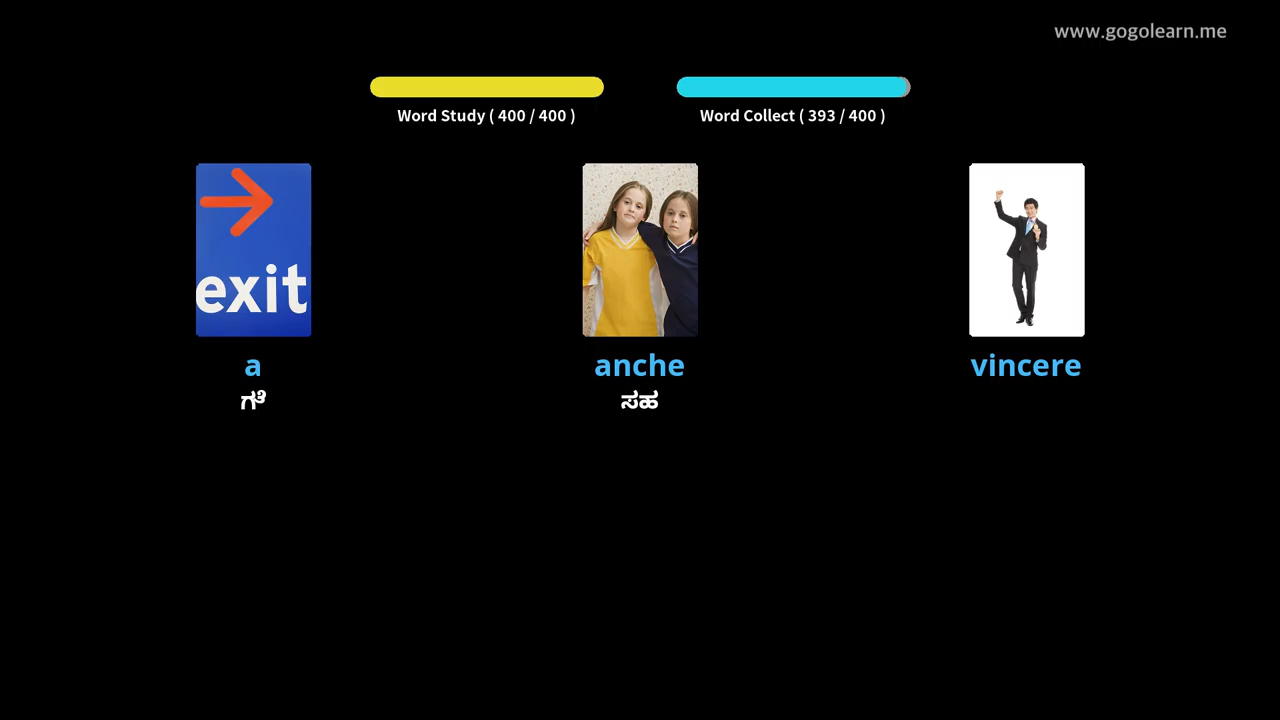 www.gogolearn.me
Word Study ( 400 / 400 )
Word Collect ( 393 / 400 )
exit
a
anche
vincere
ಗೆ
ಸಹ